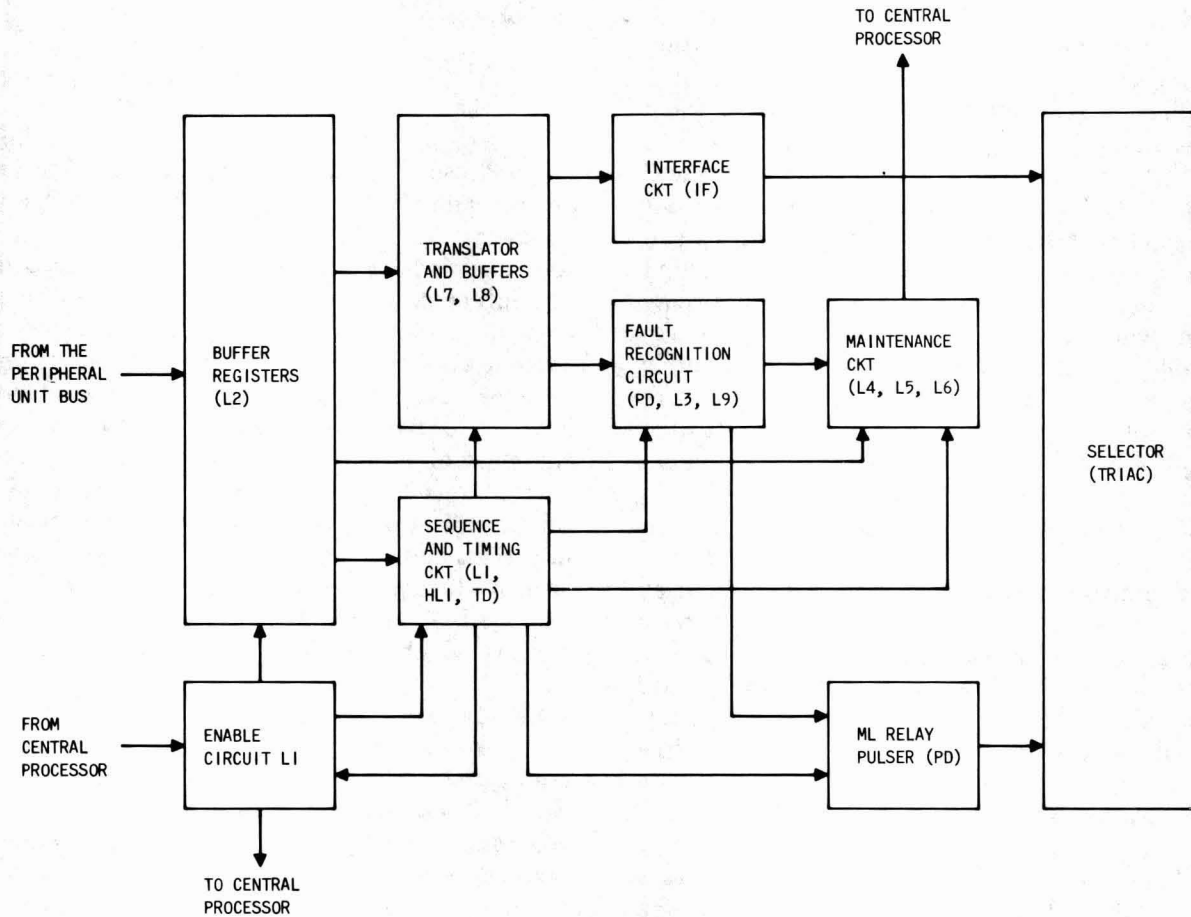 TO CENTRAL
PROCESSOR
INTERFACE
CKT (IF)
TRANSLATOR
AND BUFFERS
(L7, L8)
FROM THE
PERIPHERAL
UNIT BUS
BUFFER
REGISTERS
(L2)
FAULT
RECOGNITION
CIRCUIT
(PD, L3, L9)
MAINTENANCE
CKT
(L4, L5, L6)
SELECTOR
(TRIAC)
SEQUENCE
AND TIMING
CKT (L1,
HL1, TD)
FROM
CENTRAL
PROCESSOR
ENABLE
CIRCUIT L1
ML RELAY
PULSER (PD)
TO CENTRAL
PROCESSOR